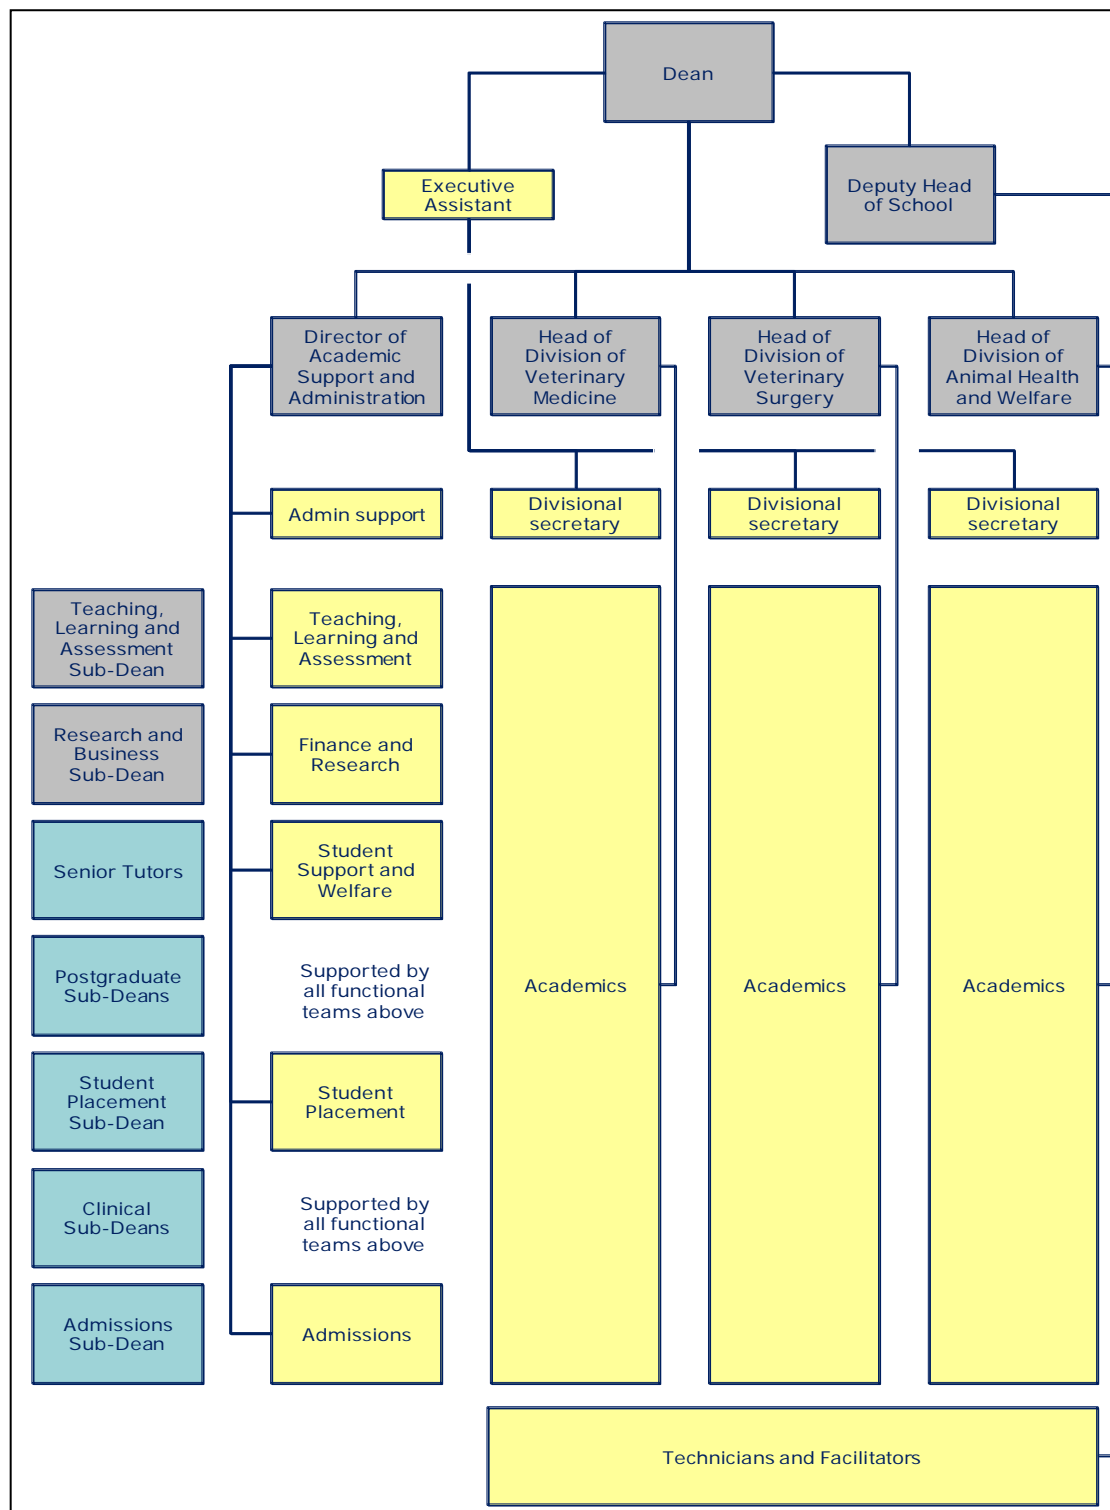 Dean
Executive
Assistant
Deputy Head
of School
Director of
Academic
Support and
Administration
Head of
Division of
Veterinary
Medicine
Head of
Division of
Veterinary
Surgery
Head of
Division of
Animal Health
and Welfare
Admin support
Divisional
secretary
Divisional
secretary
Divisional
secretary
Teaching,
Learning and
Assessment
Sub-Dean
Teaching,
Learning and
Assessment
Research and
Business
Sub-Dean
Finance and
Research
Senior Tutors
Student
Support and
Welfare
Postgraduate
Sub-Deans
Supported by
all functional
teams above
Academics
Academics
Academics
Student
Placement
Sub-Dean
Student
Placement
Clinical
Sub-Deans
Supported by
all functional
teams above
Admissions
Sub-Dean
Admissions
Technicians and Facilitators